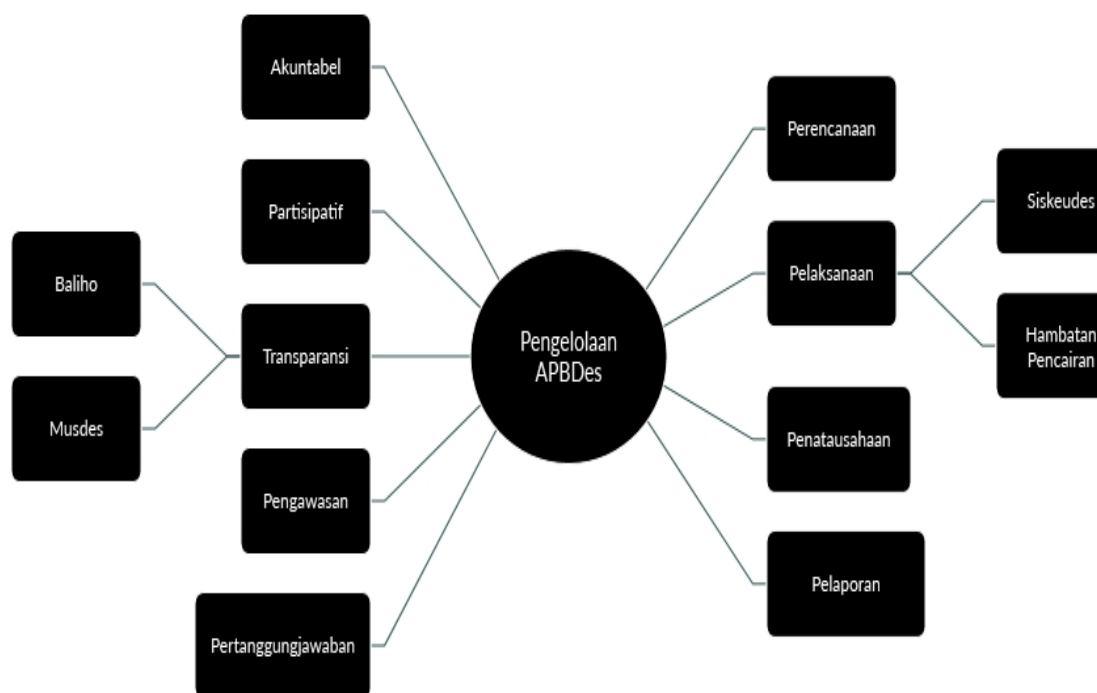 Akuntabel
Partisipatif
Baliho
Transparansi
Musdes
Pengawasan
Pertanggungjawaban
Pengelolaan
APBDes
Perencanaan
Siskeudes
Pelaksanaan
Hambatan
Pencairan
Penatausahaan
Pelaporan